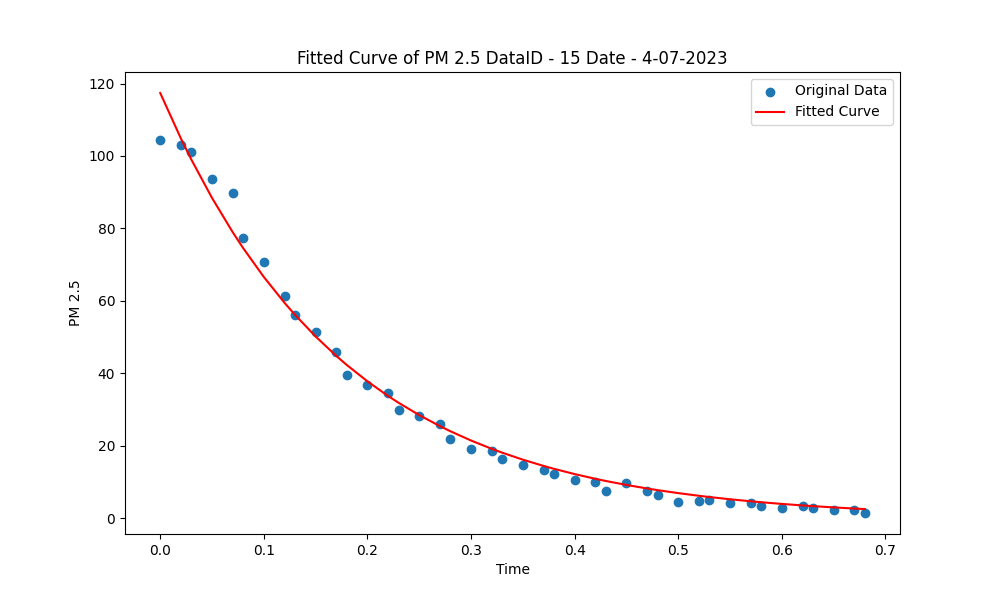 Fitted Curve of PM 2.5 DataID - 15 Date - 4-07-2023
Original Data
Fitted Curve
120
100
80
60
40
20
0
PM 2.5
0.0 0.1 0.2 0.3 0.4 0.5 0.6 0.7
Time